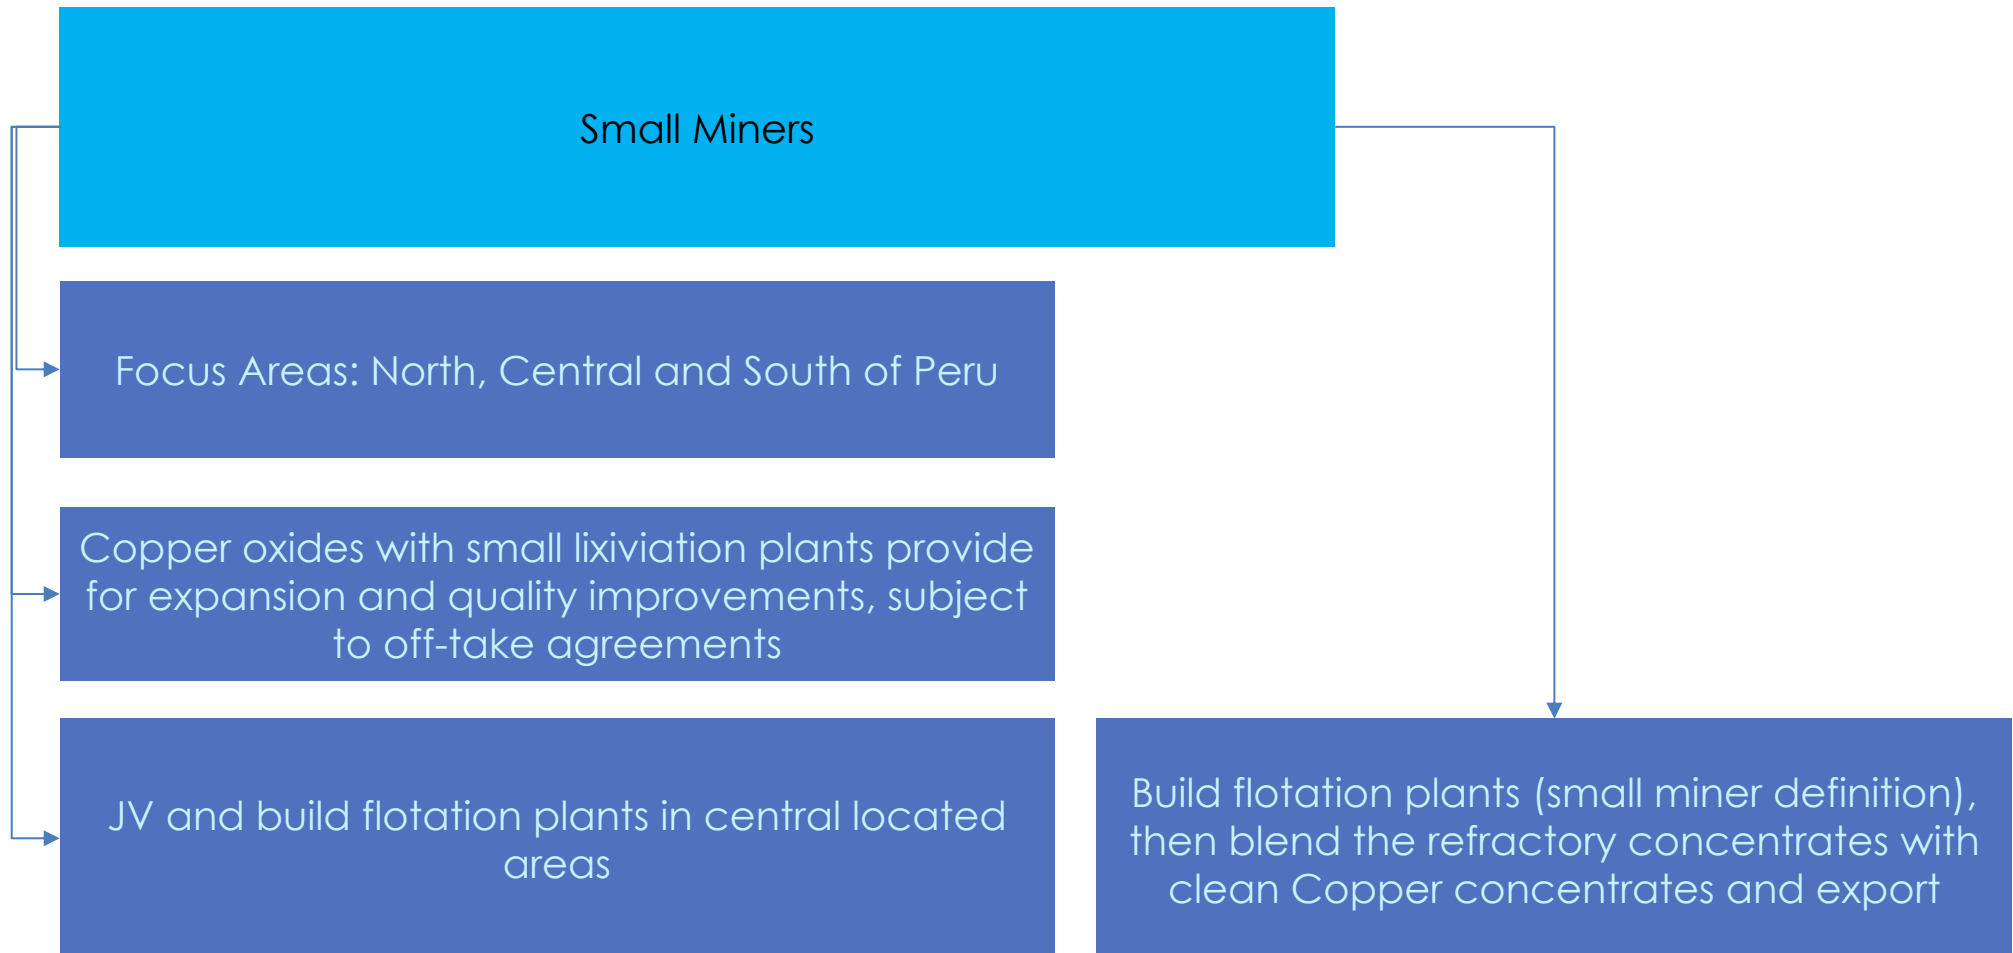 Small Miners
Focus Areas: North, Central and South of Peru
Copper oxides with small lixiviation plants provide
for expansion and quality improvements, subject
to off-take agreements
JV and build flotation plants in central located
areas
Build flotation plants (small miner definition),
then blend the refractory concentrates with
clean Copper concentrates and export